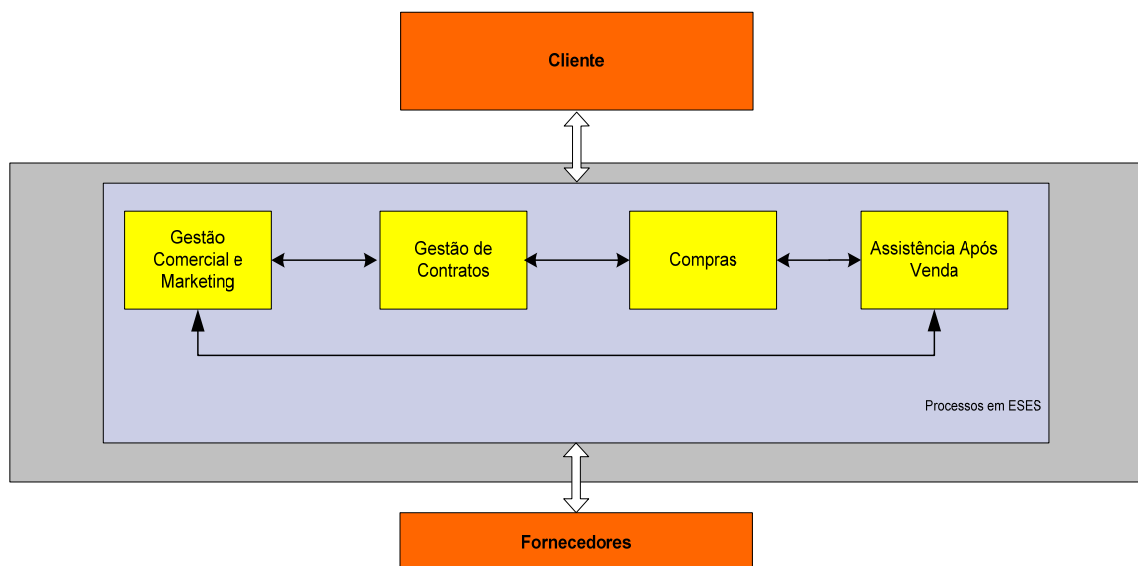 Cliente
Gestão
Comercial e
Marketing
Gestão de
Contratos
Compras
Assistência Após
Venda
Processos em ESES
Fornecedores